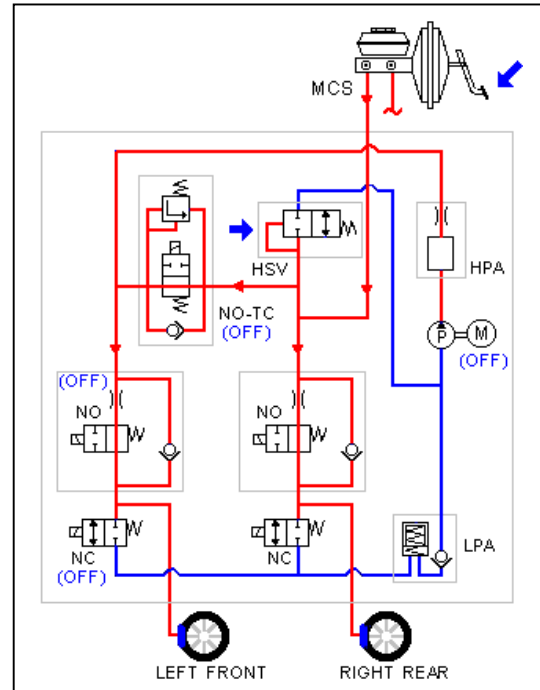 MCS
HSV
HPA
P
M
(OFF)
NO-TC
(OFF)
(OFF)
NO
NO
NC
(OFF)
NC
LPA
LEFT FRONT
RIGHT REAR